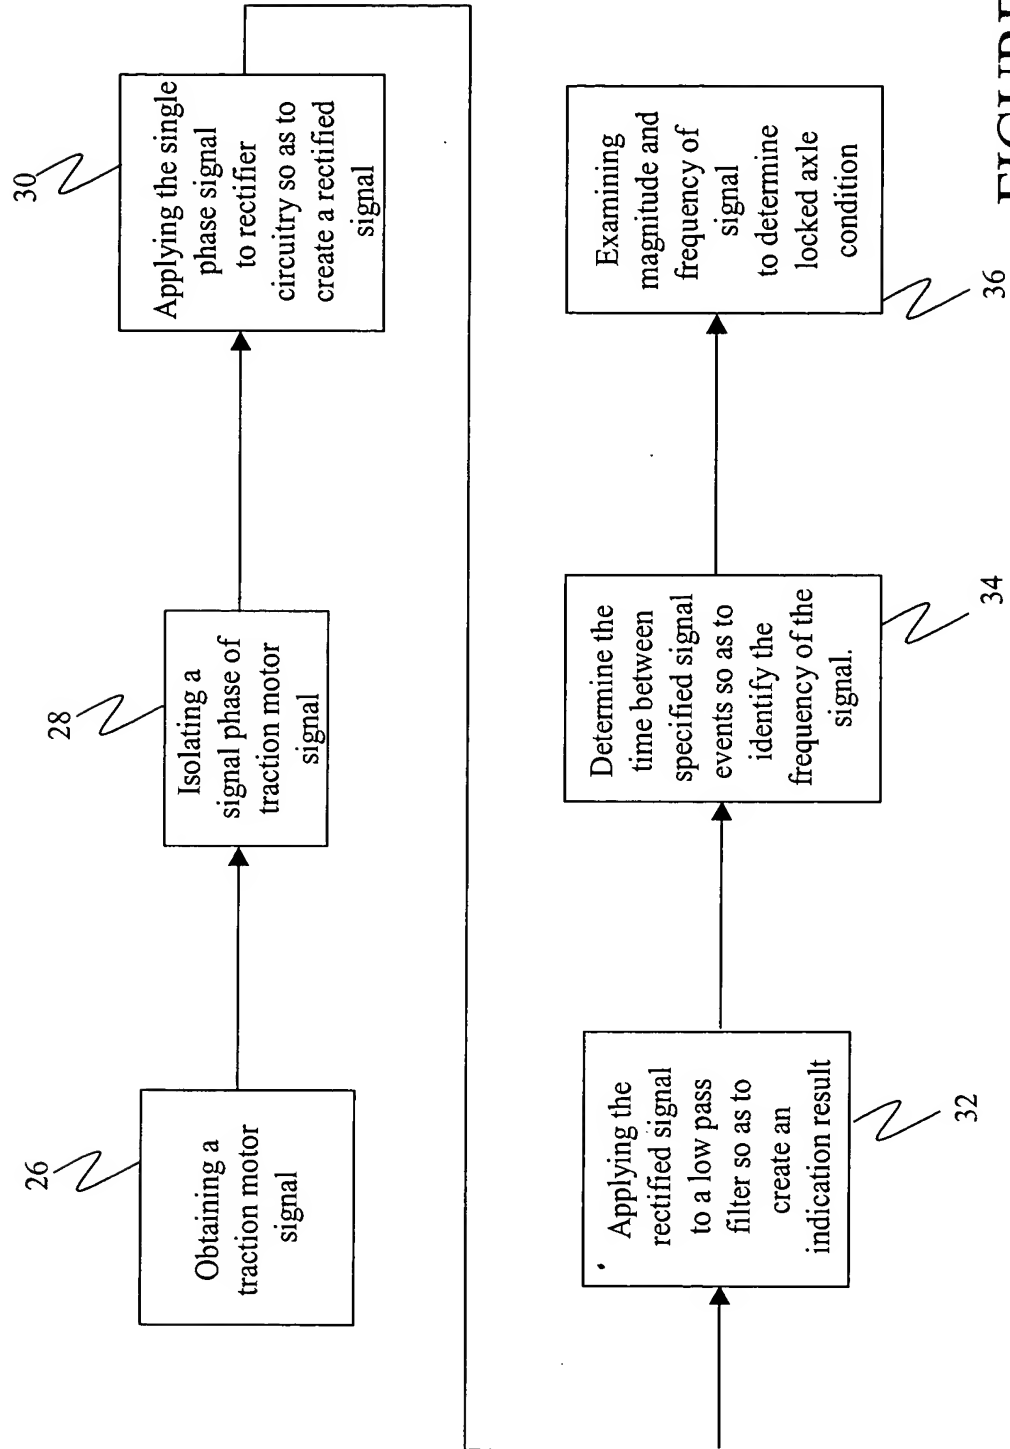 26
Obtaining a
traction motor
signal
28
Isolating a
signal phase of
traction motor
signal
30
Applying the single
phase signal
to rectifier
circuitry so as to
create a rectified
signal
Applying the
rectified signal
to a low pass
filter so as to
create an
indication result
32
Determine the
time between
specified signal
events so as to
identify the
frequency of the
signal.
34
Examining
magnitude and
frequency of
signal
to determine
locked axle
condition
36
FIGURE